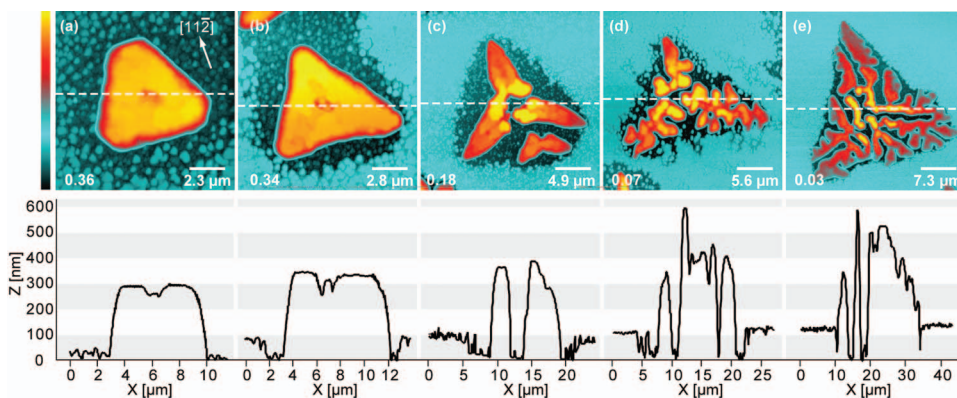 (a) [112̄]
0.36 2.3 µm
(b)
0.34 2.8 µm
(c)
0.18 4.9 µm
(d)
0.07 5.6 µm
(e)
0.03 7.3 µm
Z [nm]
600
500
400
300
200
100
0
0 2 4 6 8 10
X [µm]
0 4 8 12
X [µm]
0 5 10 15 20
X [µm]
0 5 10 15 20 25
X [µm]
0 10 20 30 40
X [µm]